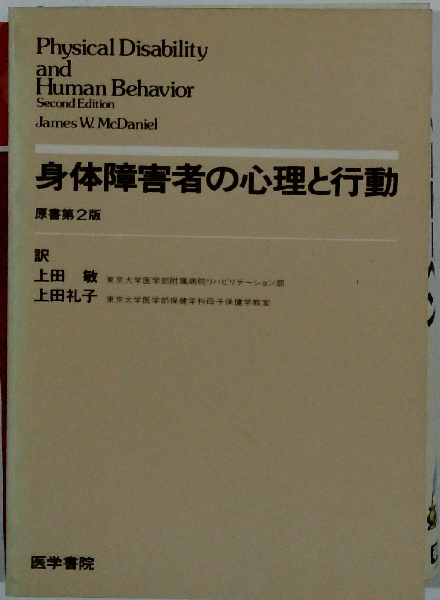 Physical Disability
and
Human Behavior
Second Edition
James W. McDaniel
身体障害者の心理と行動
原書第2版
訳
上田 敏 東京大学医学部附属病院リハビリテーション部
上田礼子 東京大学医学部保健学科母子保健学教室
医学書院